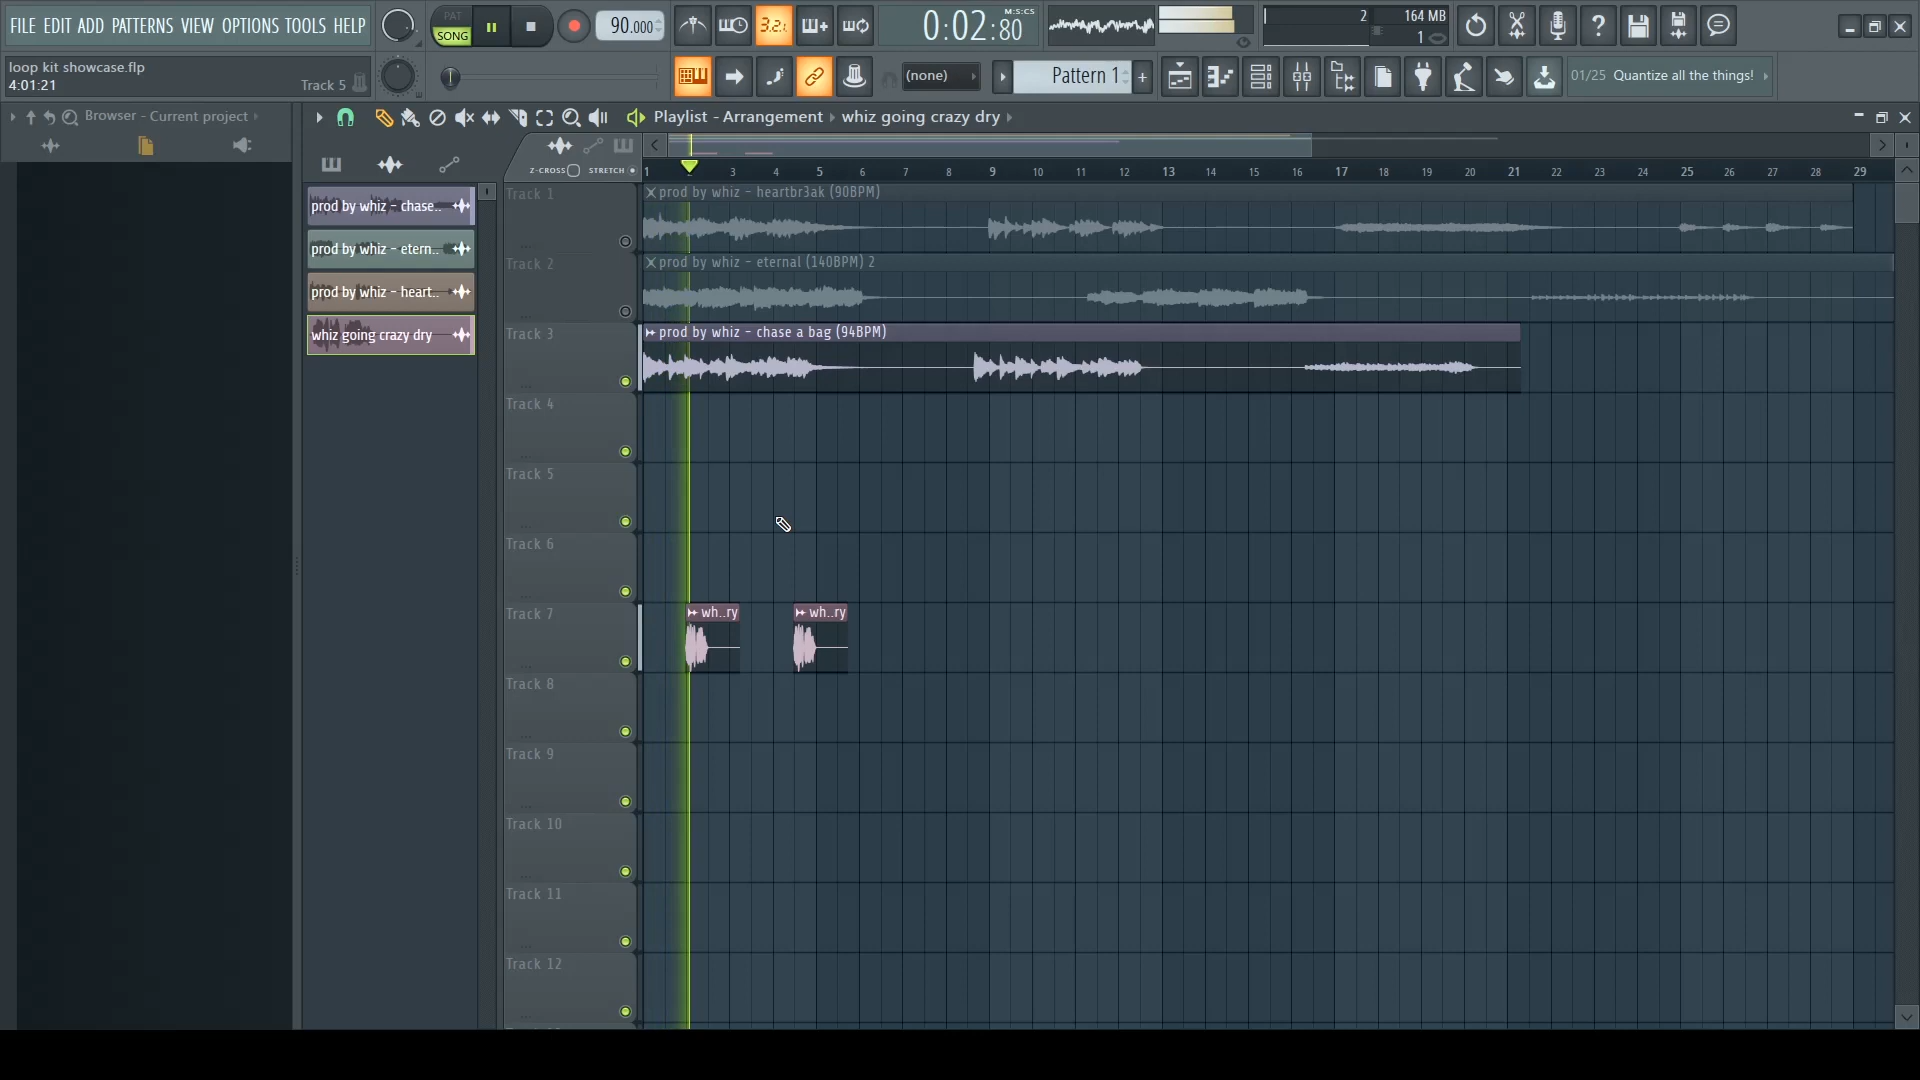 FILE EDIT ADD PATTERNS VIEW OPTIONS TOOLS HELP
PAT
SONG
90.000
3.2.1
0:02:80
M:S:CS
2
164 MB
1
loop kit showcase.flp
4:01:21
Track 5
(none)
Pattern 1
+
01/25 Quantize all the things!
Browser - Current project
Playlist - Arrangement
whiz going crazy dry
Z-CROSS
STRETCH
1 3 4 5 6 7 8 9 10 11 12 13 14 15 16 17 18 19 20 21 22 23 24 25 26 27 28 29
prod by whiz - chase..
prod by whiz - etern..
prod by whiz - heart..
whiz going crazy dry
Track 1
prod by whiz - heartbr3ak (90BPM)
Track 2
prod by whiz - eternal (140BPM) 2
Track 3
prod by whiz - chase a bag (94BPM)
Track 4
Track 5
Track 6
Track 7
wh..ry
wh..ry
Track 8
Track 9
Track 10
Track 11
Track 12